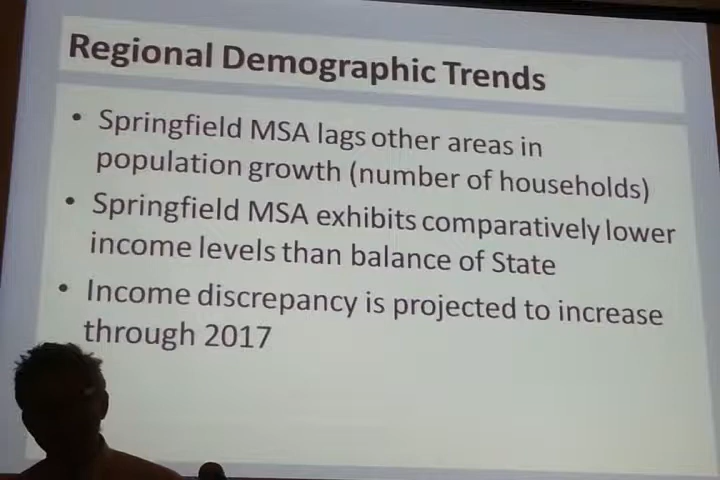 Regional Demographic Trends
• Springfield MSA lags other areas in
population growth (number of households)
• Springfield MSA exhibits comparatively lower
income levels than balance of State
• Income discrepancy is projected to increase
through 2017